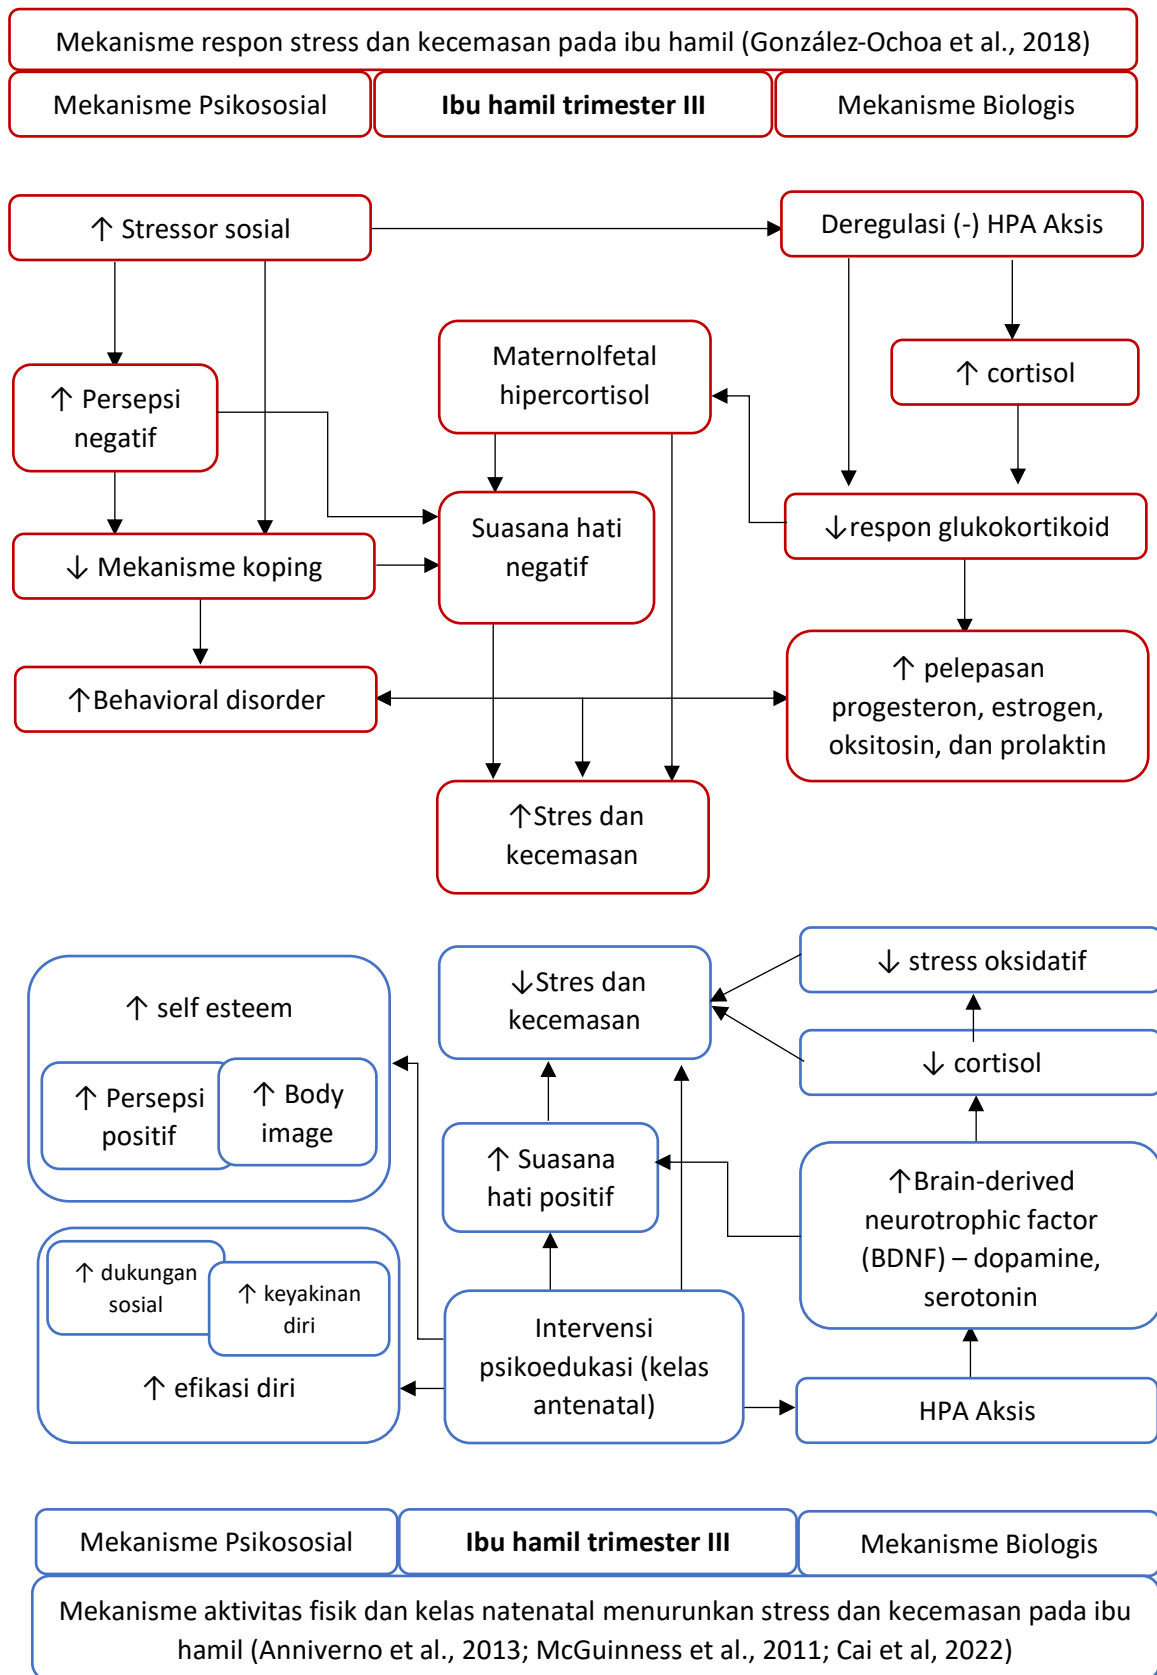 Mekanisme respon stress dan kecemasan pada ibu hamil (González-Ochoa et al., 2018)
Mekanisme Psikososial
Ibu hamil trimester III
Mekanisme Biologis
↑ Stressor sosial
Deregulasi (-) HPA Aksis
Maternolfetal
hipercortisol
↑ cortisol
↑ Persepsi
negatif
Suasana hati
negatif
↓respon glukokortikoid
↓ Mekanisme koping
↑Behavioral disorder
↑ pelepasan
progesteron, estrogen,
oksitosin, dan prolaktin
↑Stres dan
kecemasan
↑ self esteem
↑ Persepsi
positif
↑ Body
image
↓Stres dan
kecemasan
↓ stress oksidatif
↓ cortisol
↑ Suasana
hati positif
↑Brain-derived
neurotrophic factor
(BDNF) – dopamine,
serotonin
↑ dukungan
sosial
↑ keyakinan
diri
↑ efikasi diri
Intervensi
psikoedukasi (kelas
antenatal)
HPA Aksis
Mekanisme Psikososial
Ibu hamil trimester III
Mekanisme Biologis
Mekanisme aktivitas fisik dan kelas natenatal menurunkan stress dan kecemasan pada ibu
hamil (Anniverno et al., 2013; McGuinness et al., 2011; Cai et al, 2022)